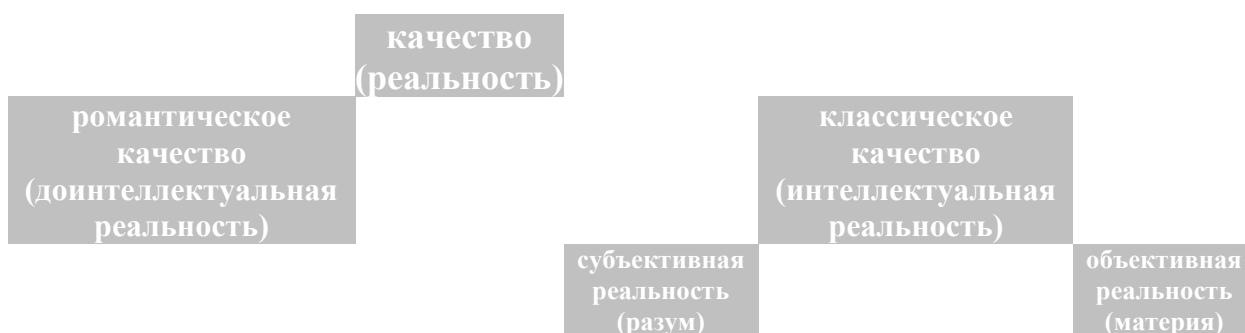 качество
(реальность)
романтическое
качество
(доинтеллектуальная
реальность)
классическое
качество
(интеллектуальная
реальность)
субъективная
реальность
(разум)
объективная
реальность
(материя)